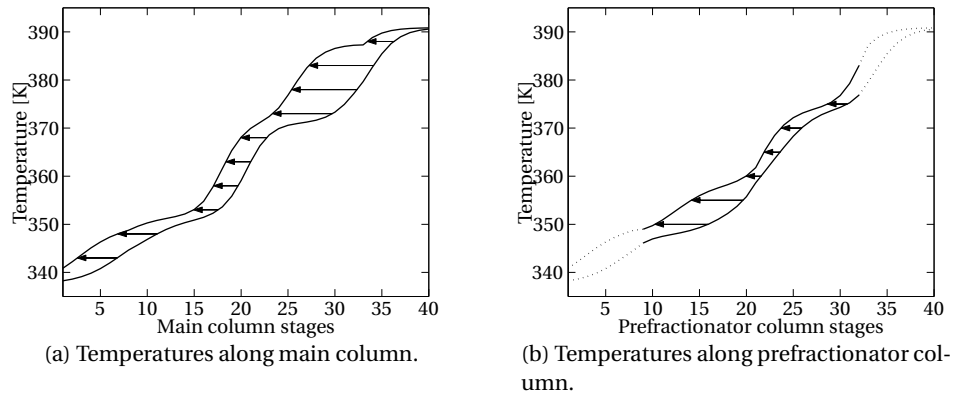 390
380
370
360
350
340
Temperature [K]
5 10 15 20 25 30 35 40
Main column stages
(a) Temperatures along main column.
390
380
370
360
350
340
Temperature [K]
5 10 15 20 25 30 35 40
Prefractionator column stages
(b) Temperatures along prefractionator col-
umn.